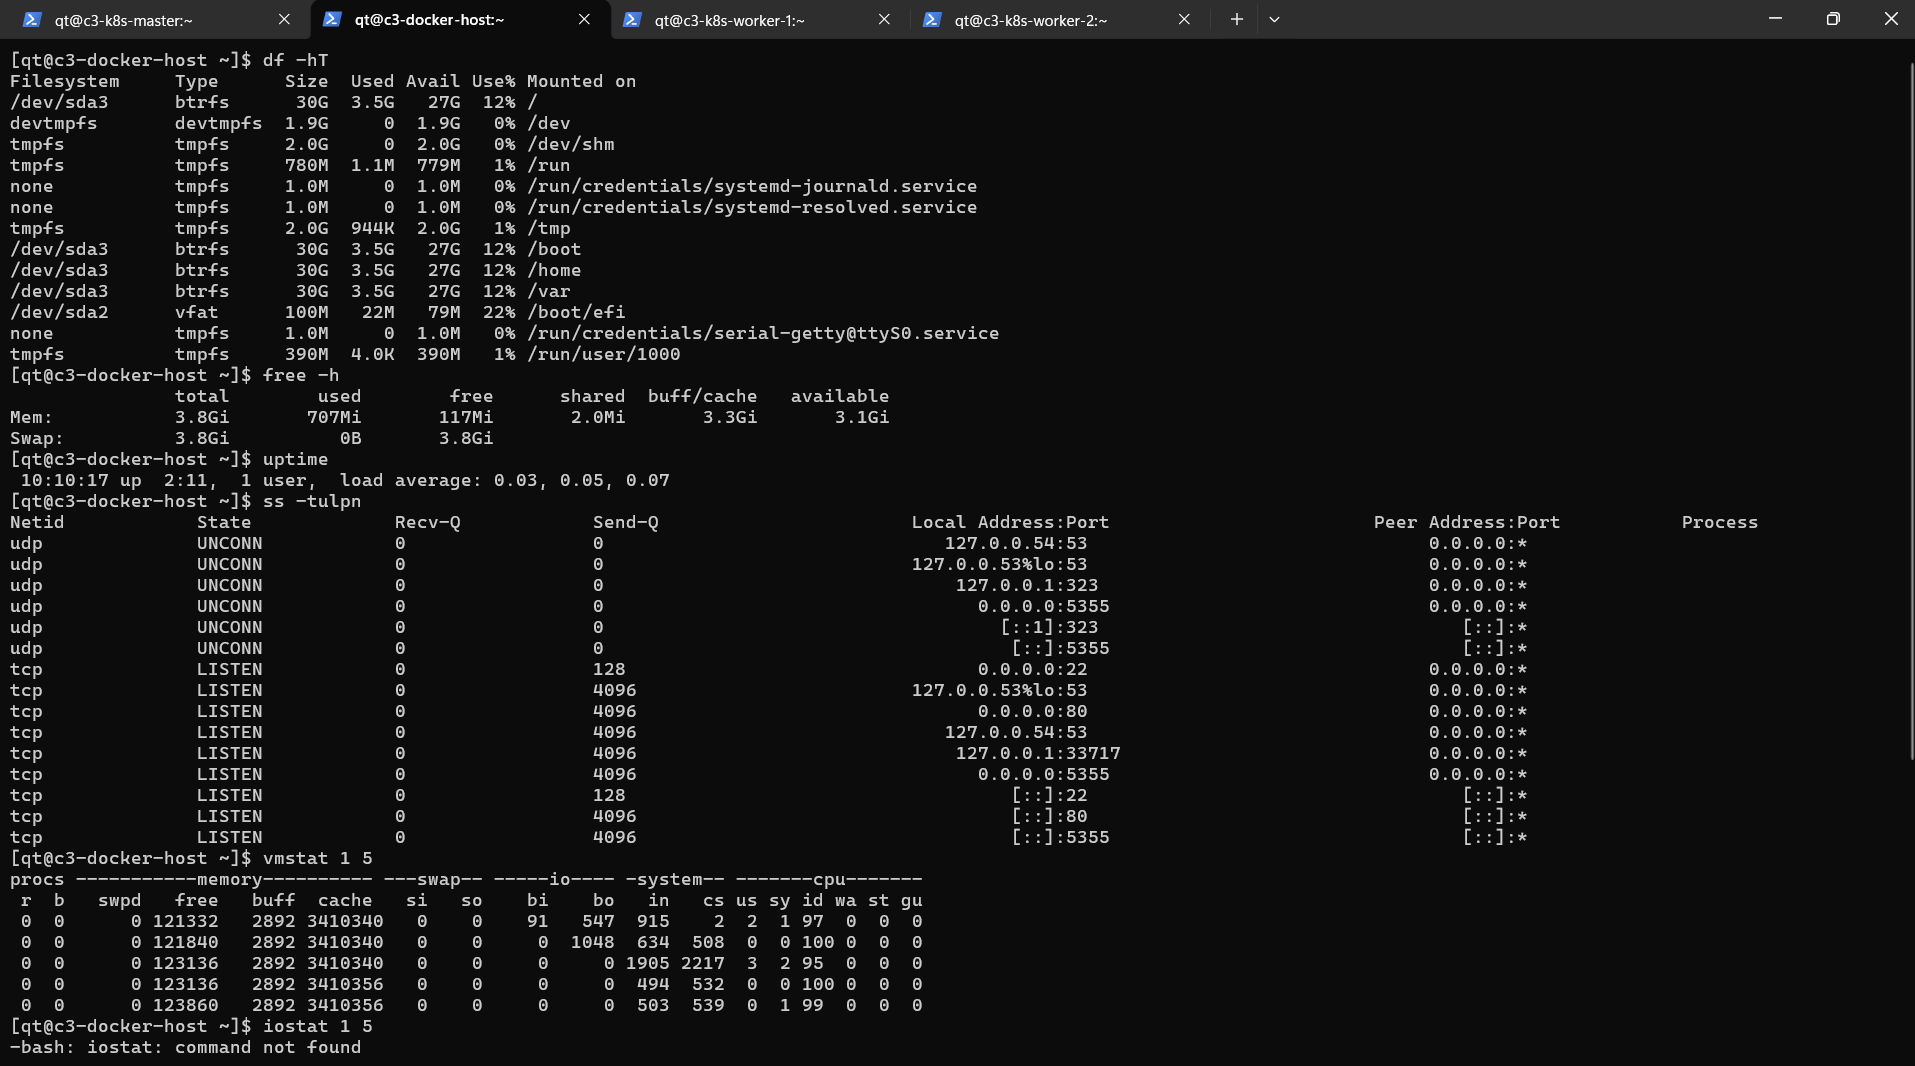 qt@c3-k8s-master:~ qt@c3-docker-host:~ qt@c3-k8s-worker-1:~ qt@c3-k8s-worker-2:~
[qt@c3-docker-host ~]$ df -hT
Filesystem     Type      Size  Used Avail Use% Mounted on
/dev/sda3      btrfs      30G  3.5G   27G  12% /
devtmpfs       devtmpfs  1.9G     0  1.9G   0% /dev
tmpfs          tmpfs     2.0G     0  2.0G   0% /dev/shm
tmpfs          tmpfs     780M  1.1M  779M   1% /run
none           tmpfs     1.0M     0  1.0M   0% /run/credentials/systemd-journald.service
none           tmpfs     1.0M     0  1.0M   0% /run/credentials/systemd-resolved.service
tmpfs          tmpfs     2.0G  944K  2.0G   1% /tmp
/dev/sda3      btrfs      30G  3.5G   27G  12% /boot
/dev/sda3      btrfs      30G  3.5G   27G  12% /home
/dev/sda3      btrfs      30G  3.5G   27G  12% /var
/dev/sda2      vfat      100M   22M   79M  22% /boot/efi
none           tmpfs     1.0M     0  1.0M   0% /run/credentials/serial-getty@ttyS0.service
tmpfs          tmpfs     390M  4.0K  390M   1% /run/user/1000
[qt@c3-docker-host ~]$ free -h
               total        used        free      shared  buff/cache   available
Mem:           3.8Gi       707Mi       117Mi       2.0Mi       3.3Gi       3.1Gi
Swap:          3.8Gi          0B       3.8Gi
[qt@c3-docker-host ~]$ uptime
 10:10:17 up  2:11,  1 user,  load average: 0.03, 0.05, 0.07
[qt@c3-docker-host ~]$ ss -tulpn
Netid State Recv-Q Send-Q Local Address:Port Peer Address:Port Process
udp UNCONN 0 0 127.0.0.54:53 0.0.0.0:*
udp UNCONN 0 0 127.0.0.53%lo:53 0.0.0.0:*
udp UNCONN 0 0 127.0.0.1:323 0.0.0.0:*
udp UNCONN 0 0 0.0.0.0:5355 0.0.0.0:*
udp UNCONN 0 0 [::1]:323 [::]:*
udp UNCONN 0 0 [::]:5355 [::]:*
tcp LISTEN 0 128 0.0.0.0:22 0.0.0.0:*
tcp LISTEN 0 4096 127.0.0.53%lo:53 0.0.0.0:*
tcp LISTEN 0 4096 0.0.0.0:80 0.0.0.0:*
tcp LISTEN 0 4096 127.0.0.54:53 0.0.0.0:*
tcp LISTEN 0 4096 127.0.0.1:33717 0.0.0.0:*
tcp LISTEN 0 4096 0.0.0.0:5355 0.0.0.0:*
tcp LISTEN 0 128 [::]:22 [::]:*
tcp LISTEN 0 4096 [::]:80 [::]:*
tcp LISTEN 0 4096 [::]:5355 [::]:*
[qt@c3-docker-host ~]$ vmstat 1 5
procs -----------memory---------- ---swap-- -----io---- -system-- -------cpu-------
 r  b   swpd   free   buff  cache   si   so    bi    bo   in   cs us sy id wa st gu
 0  0      0 121332   2892 3410340   0    0    91   547  915    2  2  1 97  0  0  0
 0  0      0 121840   2892 3410340   0    0     0  1048  634  508  0  0 100 0  0  0
 0  0      0 123136   2892 3410340   0    0     0     0 1905 2217  3  2 95  0  0  0
 0  0      0 123136   2892 3410356   0    0     0     0  494  532  0  0 100 0  0  0
 0  0      0 123860   2892 3410356   0    0     0     0  503  539  0  1 99  0  0  0
[qt@c3-docker-host ~]$ iostat 1 5
-bash: iostat: command not found